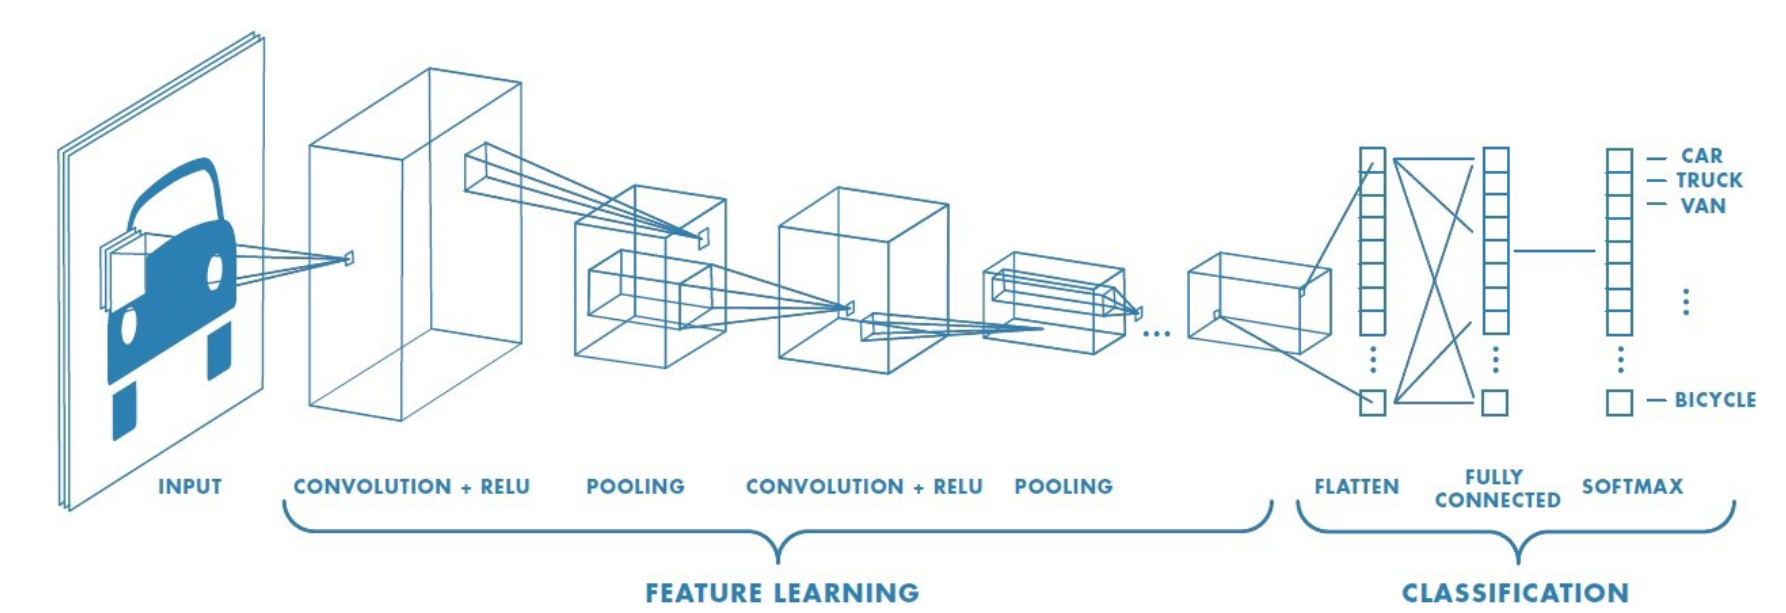 CAR
TRUCK
VAN
BICYCLE
INPUT
CONVOLUTION + RELU
POOLING
CONVOLUTION + RELU
POOLING
FLATTEN
FULLY
CONNECTED
SOFTMAX
FEATURE LEARNING
CLASSIFICATION